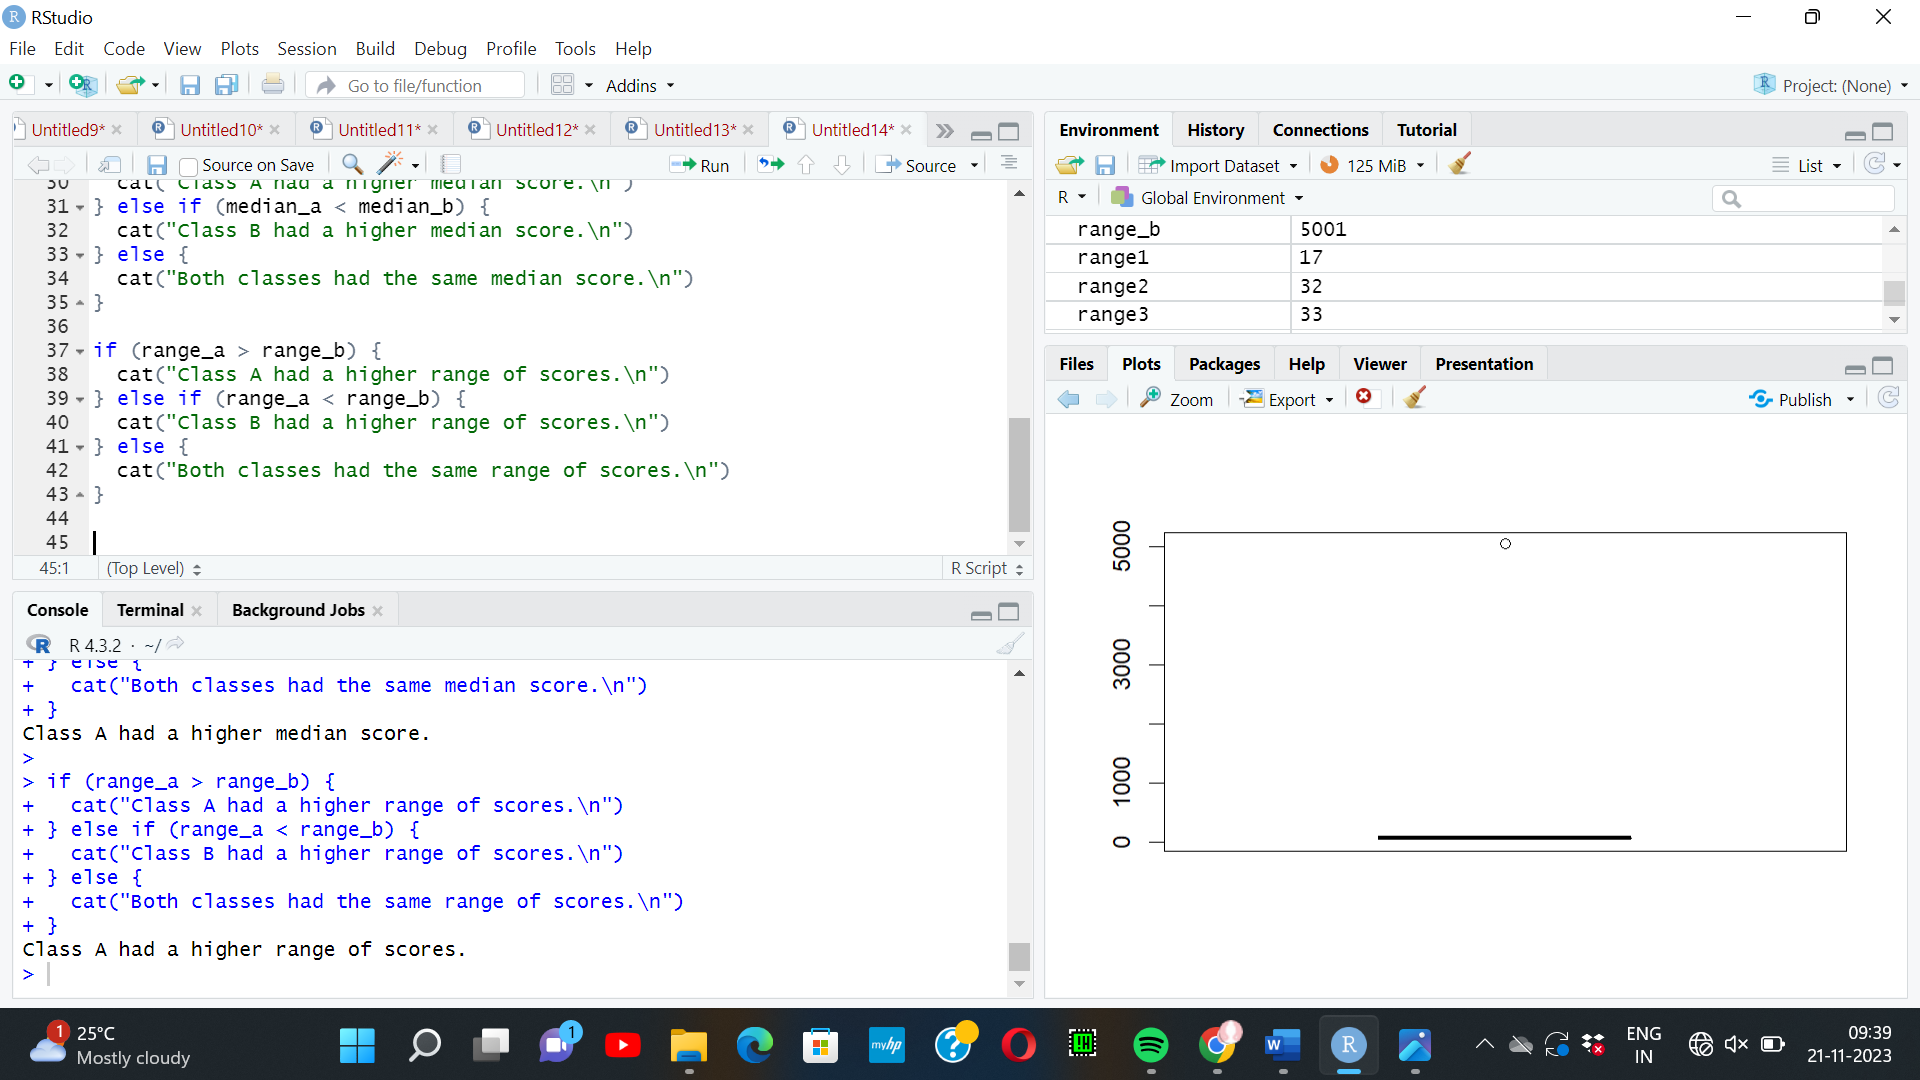 RStudio
File Edit Code View Plots Session Build Debug Profile Tools Help
Go to file/function Addins Project: (None)
Untitled9* Untitled10* Untitled11* Untitled12* Untitled13* Untitled14*
Source on Save Run Source
30 cat("Class A had a higher median score.\n")
31 } else if (median_a < median_b) {
32 cat("Class B had a higher median score.\n")
33 } else {
34 cat("Both classes had the same median score.\n")
35 }
36
37 if (range_a > range_b) {
38 cat("Class A had a higher range of scores.\n")
39 } else if (range_a < range_b) {
40 cat("Class B had a higher range of scores.\n")
41 } else {
42 cat("Both classes had the same range of scores.\n")
43 }
44
45
45:1 (Top Level) R Script
Console Terminal Background Jobs
R 4.3.2 · ~/
+ } else {
+ cat("Both classes had the same median score.\n")
+ }
Class A had a higher median score.
>
> if (range_a > range_b) {
+ cat("Class A had a higher range of scores.\n")
+ } else if (range_a < range_b) {
+ cat("Class B had a higher range of scores.\n")
+ } else {
+ cat("Both classes had the same range of scores.\n")
+ }
Class A had a higher range of scores.
>
Environment History Connections Tutorial
Import Dataset 125 MiB List
R Global Environment
range_b 5001
range1 17
range2 32
range3 33
Files Plots Packages Help Viewer Presentation
Zoom Export Publish
5000
3000
1000
0
1 25°C
Mostly cloudy
1
myhp
ENG
IN
09:39
21-11-2023